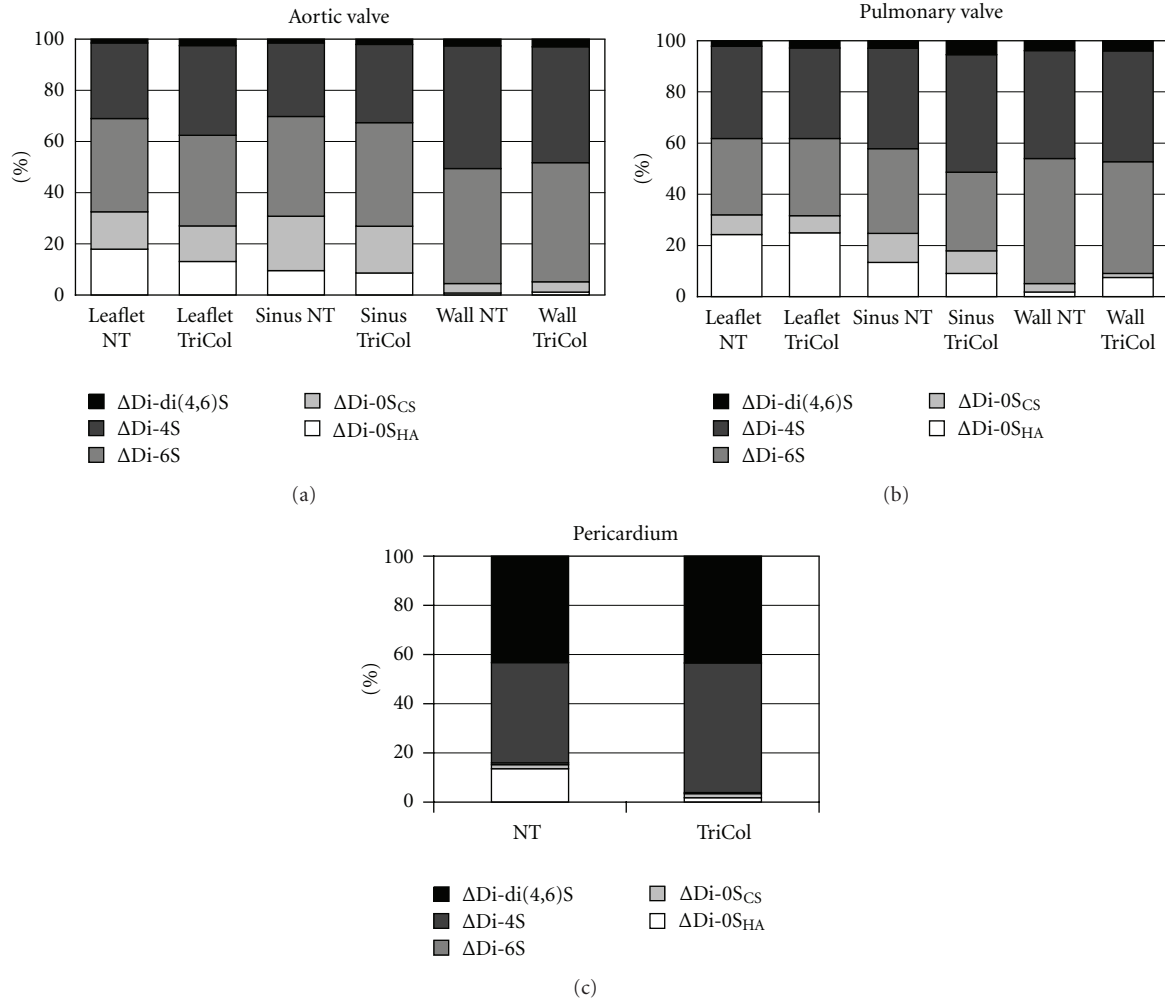 Aortic valve
100
80
60
40
20
0
(%)
Leaflet NT
Leaflet TriCol
Sinus NT
Sinus TriCol
Wall NT
Wall TriCol
ΔDi-di(4,6)S
ΔDi-4S
ΔDi-6S
ΔDi-0S_CS
ΔDi-0S_HA
(a)
Pulmonary valve
100
80
60
40
20
0
(%)
Leaflet NT
Leaflet TriCol
Sinus NT
Sinus TriCol
Wall NT
Wall TriCol
ΔDi-di(4,6)S
ΔDi-4S
ΔDi-6S
ΔDi-0S_CS
ΔDi-0S_HA
(b)
Pericardium
100
80
60
40
20
0
(%)
NT
TriCol
ΔDi-di(4,6)S
ΔDi-4S
ΔDi-6S
ΔDi-0S_CS
ΔDi-0S_HA
(c)